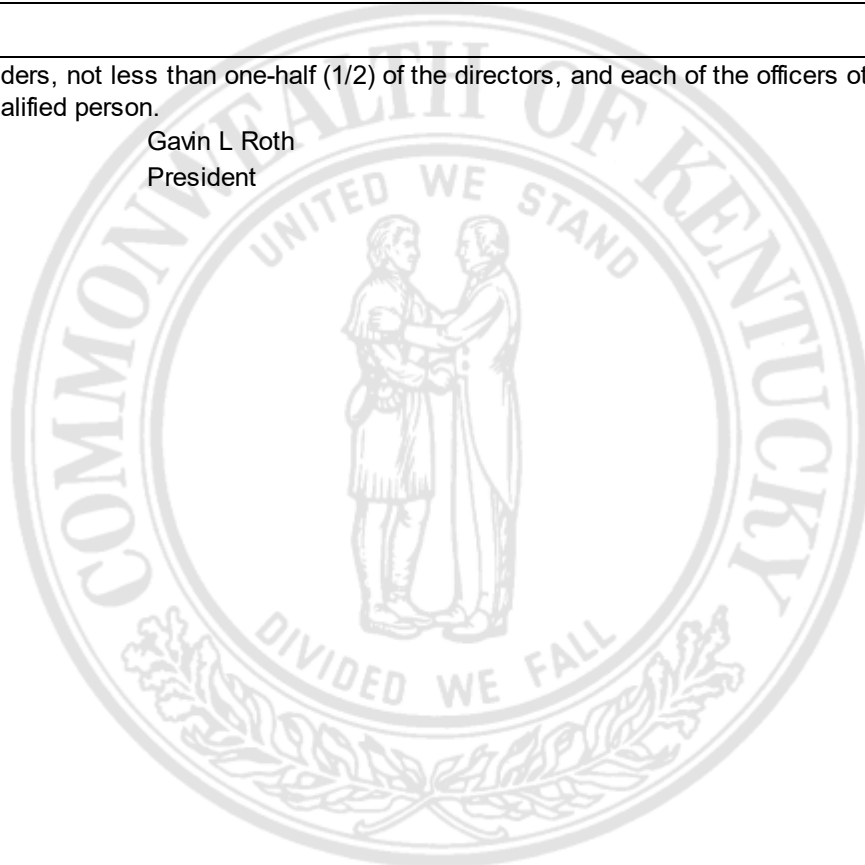 ders, not less than one-half (1/2) of the directors, and each of the officers ot
alified person.
Gavin L Roth
President
COMMONWEALTH OF KENTUCKY
UNITED WE STAND
DIVIDED WE FALL